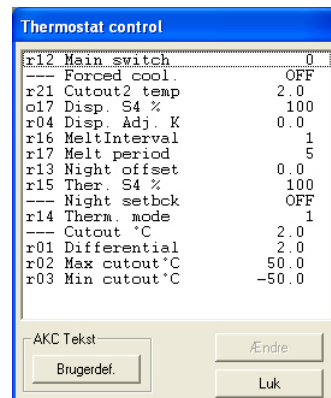 Thermostat control
r12 Main switch 0
--- Forced cool. OFF
r21 Cutout2 temp 2.0
o17 Disp. S4 % 100
r04 Disp. Adj. K 0.0
r16 MeltInterval 1
r17 Melt period 5
r13 Night offset 0.0
r15 Ther. S4 % 100
--- Night setbck OFF
r14 Therm. mode 1
--- Cutout °C 2.0
r01 Differential 2.0
r02 Max cutout°C 50.0
r03 Min cutout°C -50.0
AKC Tekst
Brugerdef.
Ændre
Luk